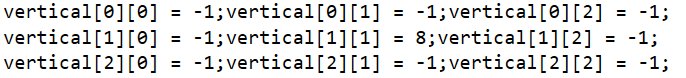 vertical[0][0] = -1;vertical[0][1] = -1;vertical[0][2] = -1;
vertical[1][0] = -1;vertical[1][1] = 8;vertical[1][2] = -1;
vertical[2][0] = -1;vertical[2][1] = -1;vertical[2][2] = -1;